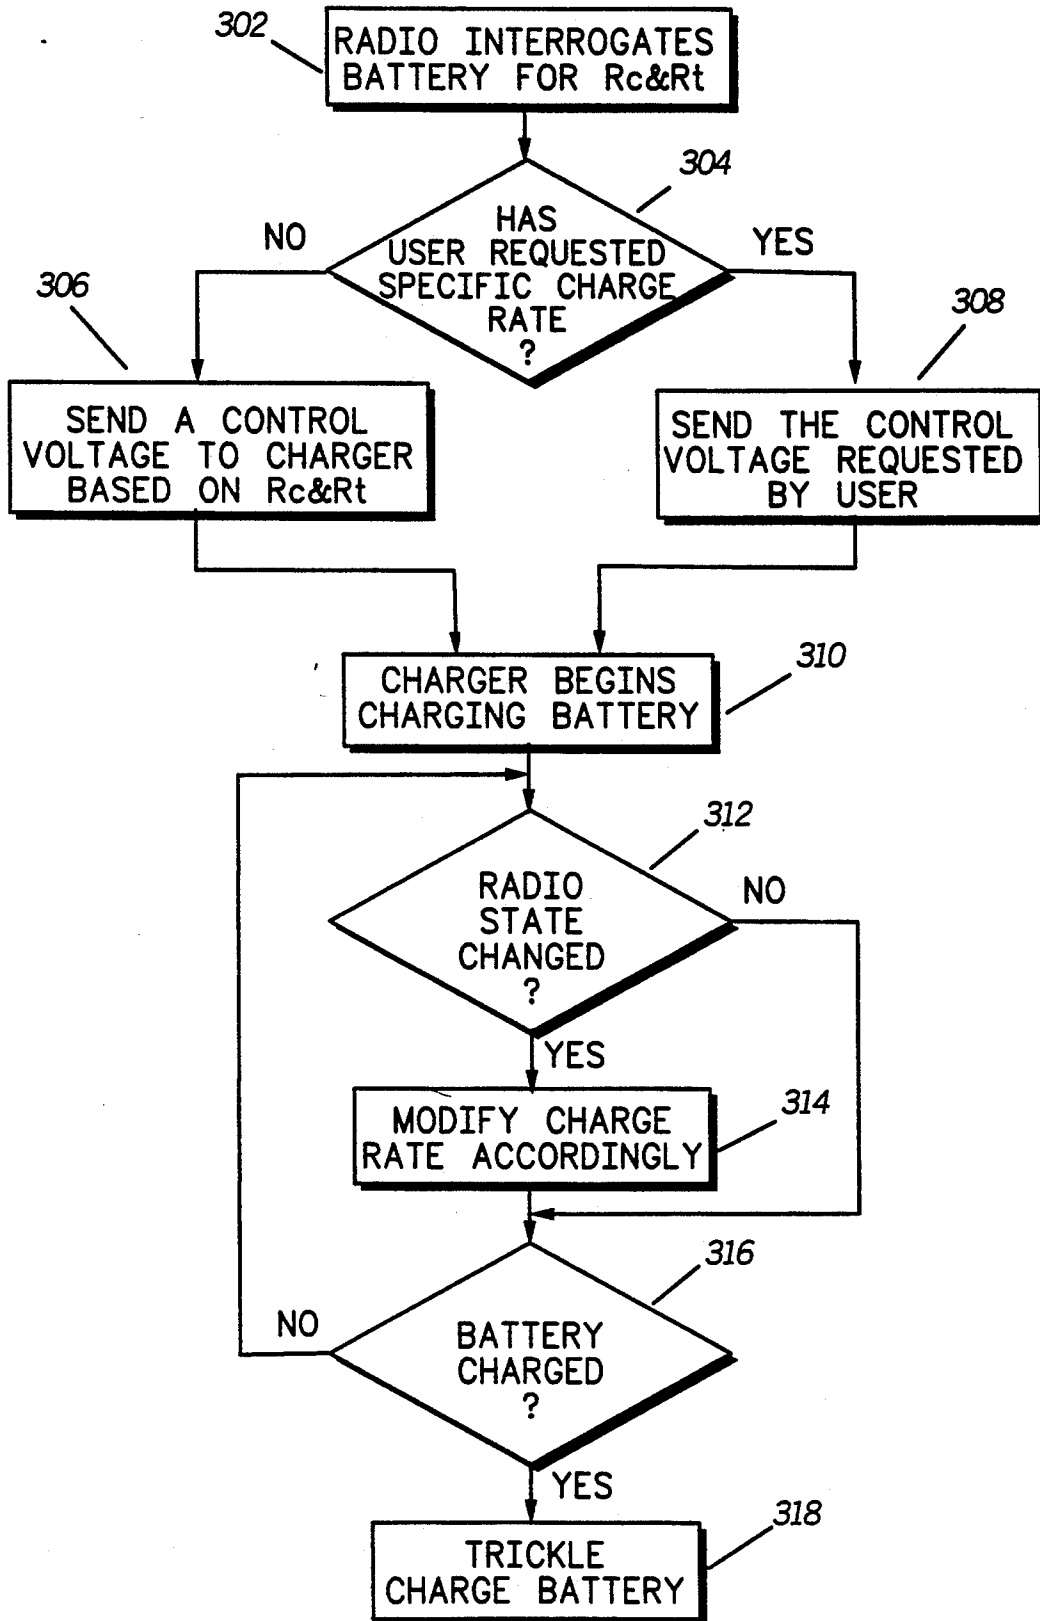 302
RADIO INTERROGATES
BATTERY FOR Rc&Rt
304
HAS
USER REQUESTED
SPECIFIC CHARGE
RATE
?
NO
YES
306
308
SEND A CONTROL
VOLTAGE TO CHARGER
BASED ON Rc&Rt
SEND THE CONTROL
VOLTAGE REQUESTED
BY USER
310
CHARGER BEGINS
CHARGING BATTERY
312
RADIO
STATE
CHANGED
?
NO
YES
MODIFY CHARGE
RATE ACCORDINGLY
314
316
BATTERY
CHARGED
?
NO
YES
318
TRICKLE
CHARGE BATTERY